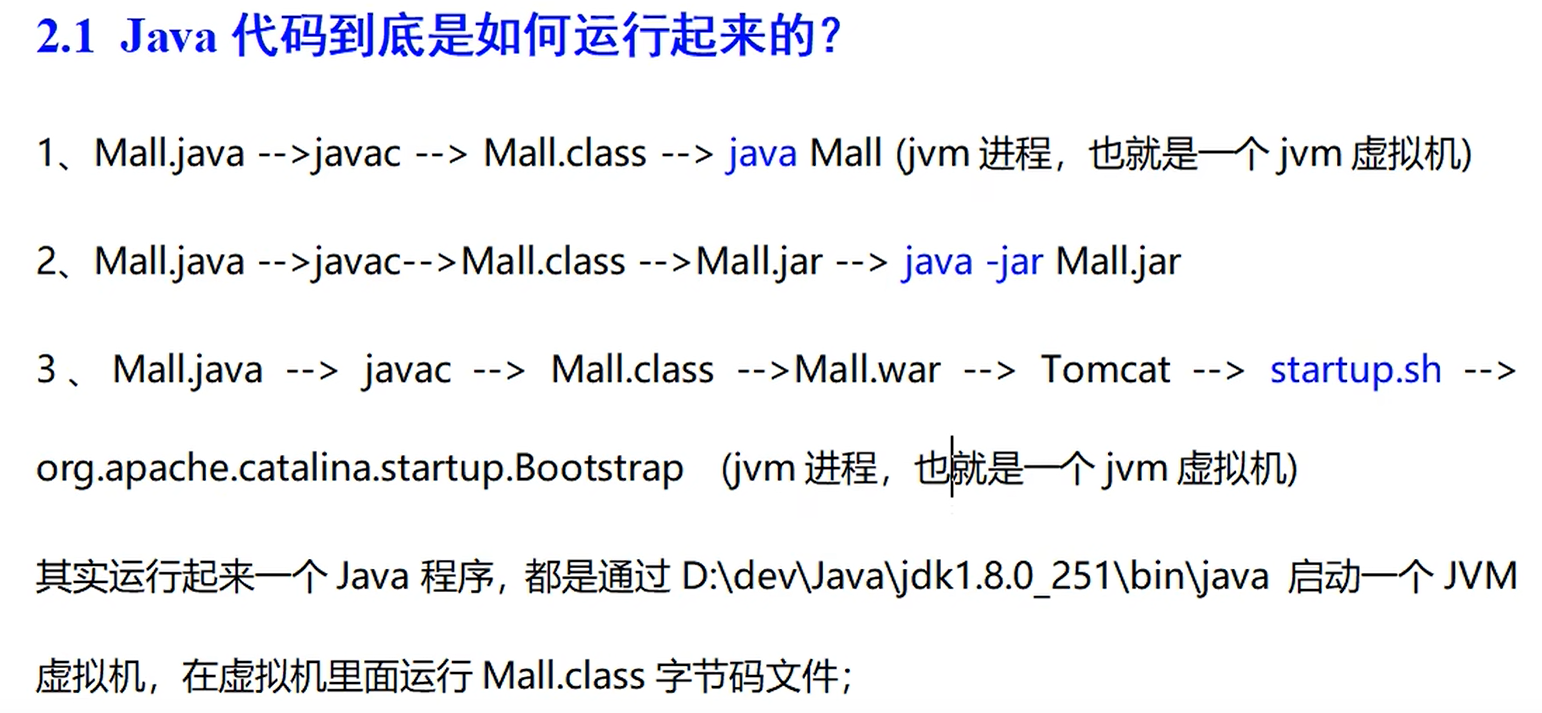 2.1 Java 代码到底是如何运行起来的？
1、Mall.java -->javac --> Mall.class --> java Mall (jvm 进程，也就是一个 jvm 虚拟机)
2、Mall.java -->javac-->Mall.class -->Mall.jar --> java -jar Mall.jar
3、 Mall.java --> javac --> Mall.class -->Mall.war --> Tomcat --> startup.sh -->
org.apache.catalina.startup.Bootstrap (jvm 进程，也就是一个 jvm 虚拟机)
其实运行起来一个 Java 程序，都是通过 D:\dev\Java\jdk1.8.0_251\bin\java 启动一个 JVM
虚拟机，在虚拟机里面运行 Mall.class 字节码文件；